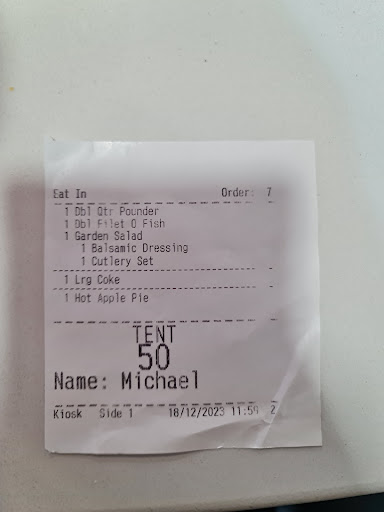 Eat In Order: 7
1 Dbl Qtr Pounder
1 Dbl Filet O Fish
1 Garden Salad
1 Balsamic Dressing
1 Cutlery Set
1 Lrg Coke
1 Hot Apple Pie
TENT
50
Name: Michael
Kiosk Side 1 18/12/2023 11:59 2